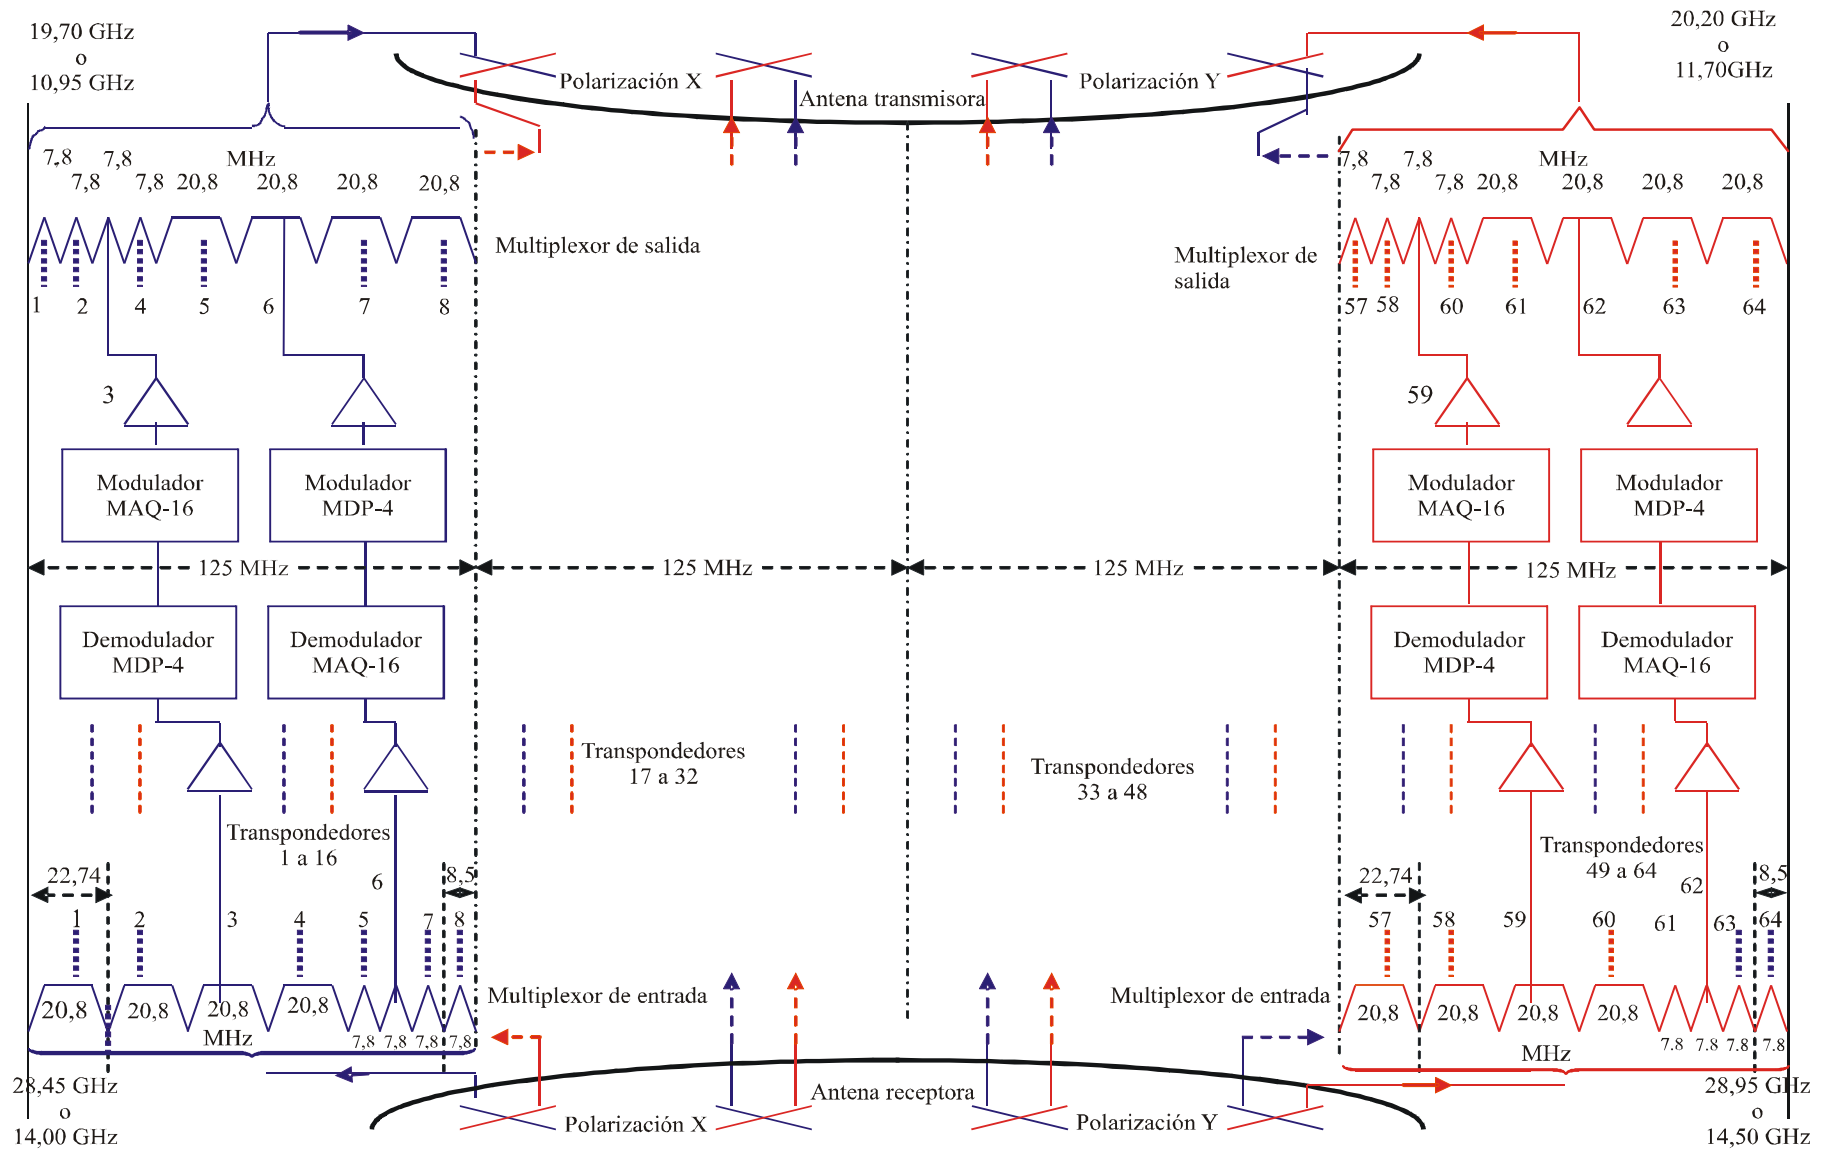 19,70 GHz
o
10,95 GHz
20,20 GHz
o
11,70GHz
Polarización X
Polarización Y
Antena transmisora
7,8
7,8
MHz
7,8
7,8
20,8
20,8
20,8
20,8
7,8
7,8
MHz
7,8
7,8
20,8
20,8
20,8
20,8
Multiplexor de salida
Multiplexor de
salida
1
2
4
5
6
7
8
57
58
60
61
62
63
64
3
59
Modulador
MAQ-16
Modulador
MDP-4
Modulador
MAQ-16
Modulador
MDP-4
125 MHz
125 MHz
125 MHz
125 MHz
Demodulador
MDP-4
Demodulador
MAQ-16
Demodulador
MDP-4
Demodulador
MAQ-16
Transpondedores
17 a 32
Transpondedores
33 a 48
Transpondedores
1 a 16
Transpondedores
49 a 64
22,74
6
8,5
22,74
62
8,5
1
2
3
4
5
7
8
57
58
59
60
61
63
64
Multiplexor de entrada
Multiplexor de entrada
20,8
20,8
20,8
20,8
20,8
20,8
20,8
20,8
MHz
7,8
7,8
7,8
7,8
MHz
7.8
7.8
7.8
7.8
28,45 GHz
o
14,00 GHz
Antena receptora
Polarización X
Polarización Y
28,95 GHz
o
14,50 GHz